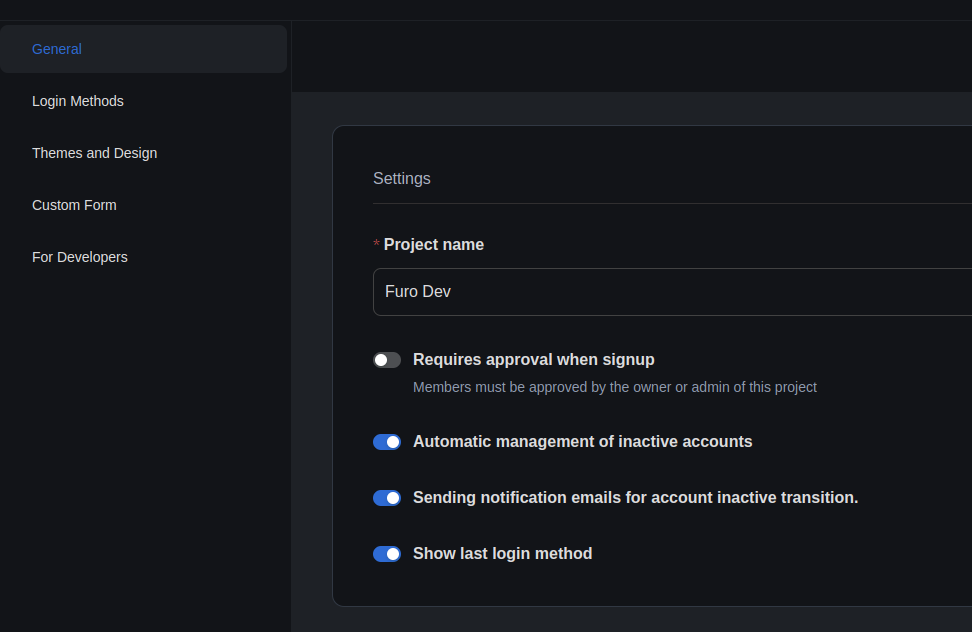 General
Login Methods
Themes and Design
Custom Form
For Developers
Settings
* Project name
Furo Dev
Requires approval when signup
Members must be approved by the owner or admin of this project
Automatic management of inactive accounts
Sending notification emails for account inactive transition.
Show last login method